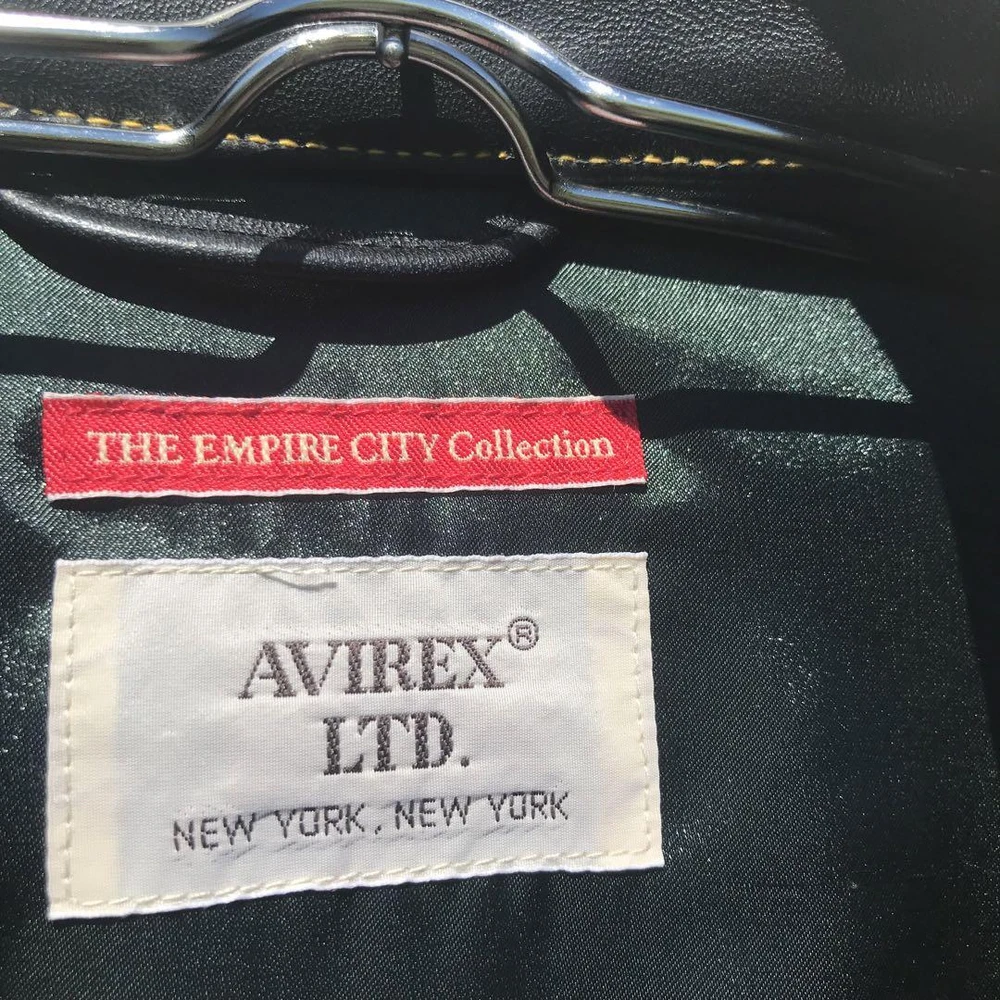 THE EMPIRE CITY Collection
AVIREX®
LTD.
NEW YORK, NEW YORK